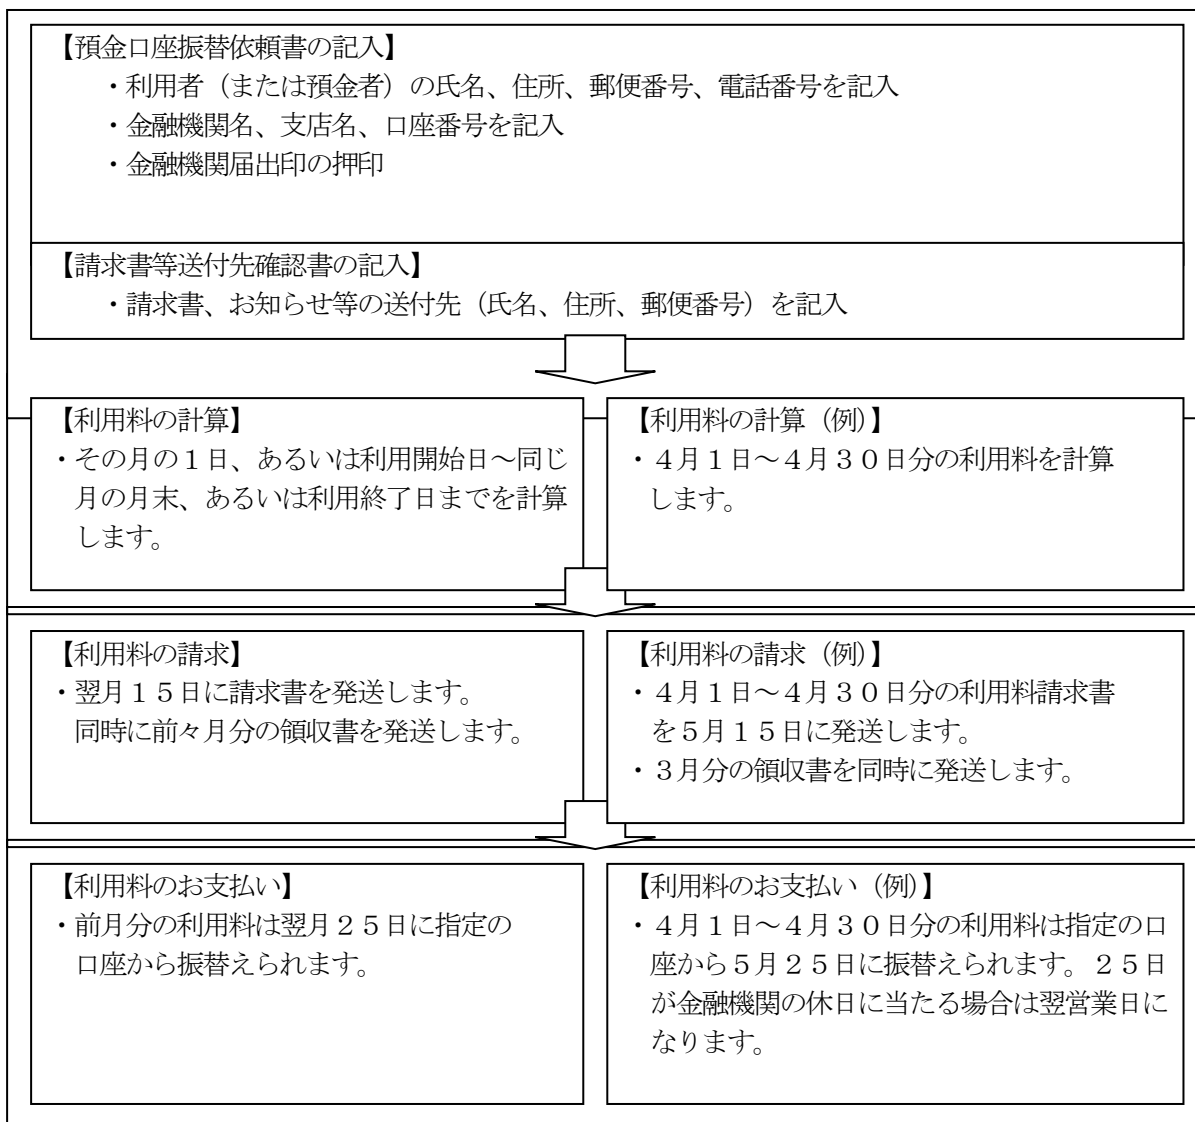 【預金口座振替依頼書の記入】
・利用者（または預金者）の氏名、住所、郵便番号、電話番号を記入
・金融機関名、支店名、口座番号を記入
・金融機関届出印の押印
【請求書等送付先確認書の記入】
・請求書、お知らせ等の送付先（氏名、住所、郵便番号）を記入
【利用料の計算】
・その月の１日、あるいは利用開始日～同じ
月の月末、あるいは利用終了日までを計算
します。
【利用料の計算（例）】
・４月１日～４月３０日分の利用料を計算
します。
【利用料の請求】
・翌月１５日に請求書を発送します。
同時に前々月分の領収書を発送します。
【利用料の請求（例）】
・４月１日～４月３０日分の利用料請求書
を５月１５日に発送します。
・３月分の領収書を同時に発送します。
【利用料のお支払い】
・前月分の利用料は翌月２５日に指定の
口座から振替えられます。
【利用料のお支払い（例）】
・４月１日～４月３０日分の利用料は指定の口
座から５月２５日に振替えられます。２５日
が金融機関の休日に当たる場合は翌営業日に
なります。